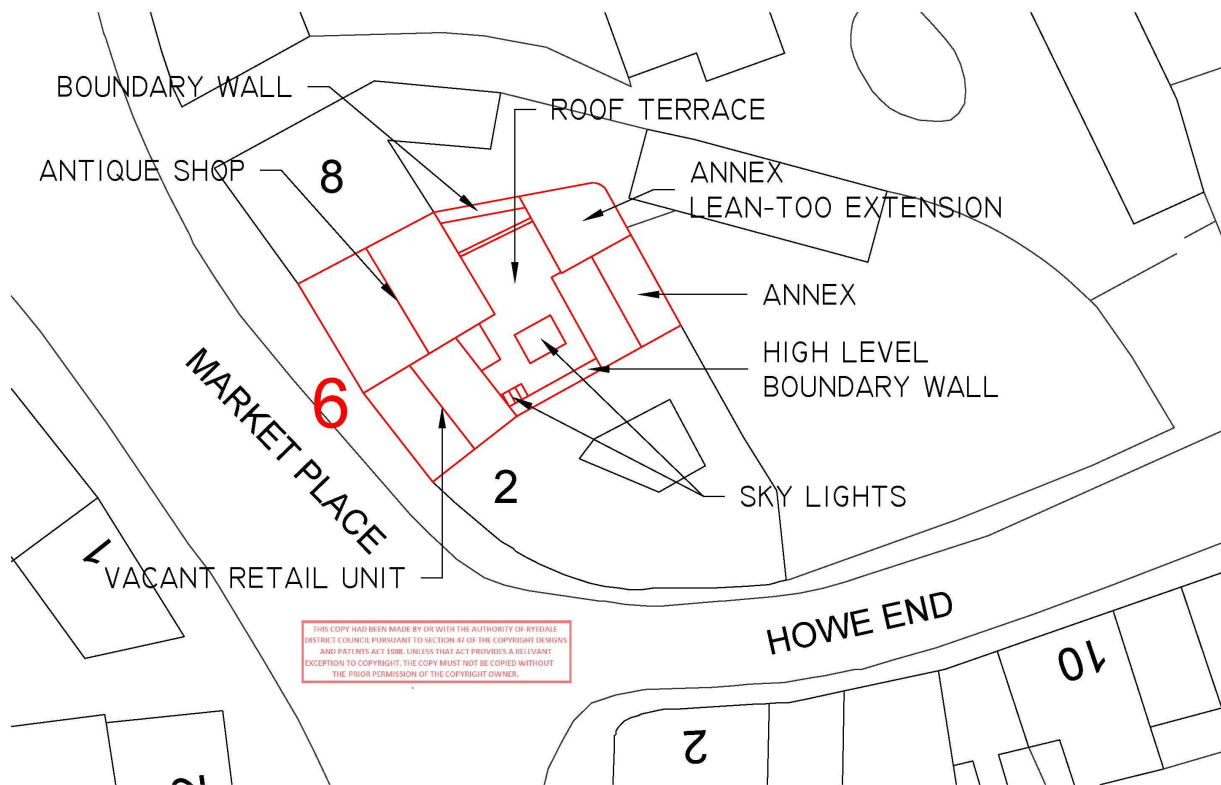 BOUNDARY WALL
ROOF TERRACE
ANTIQUE SHOP
8
ANNEX
LEAN-TOO EXTENSION
ANNEX
HIGH LEVEL
BOUNDARY WALL
6
MARKET PLACE
2
SKY LIGHTS
1
VACANT RETAIL UNIT
HOWE END
THIS COPY HAD BEEN MADE BY OR WITH THE AUTHORITY OF RYEDALE
DISTRICT COUNCIL PURSUANT TO SECTION 47 OF THE COPYRIGHT DESIGNS
AND PATENTS ACT 1988. UNLESS THAT ACT PROVIDES A RELEVANT
EXCEPTION TO COPYRIGHT. THE COPY MUST NOT BE COPIED WITHOUT
THE PRIOR PERMISSION OF THE COPYRIGHT OWNER.
10
2